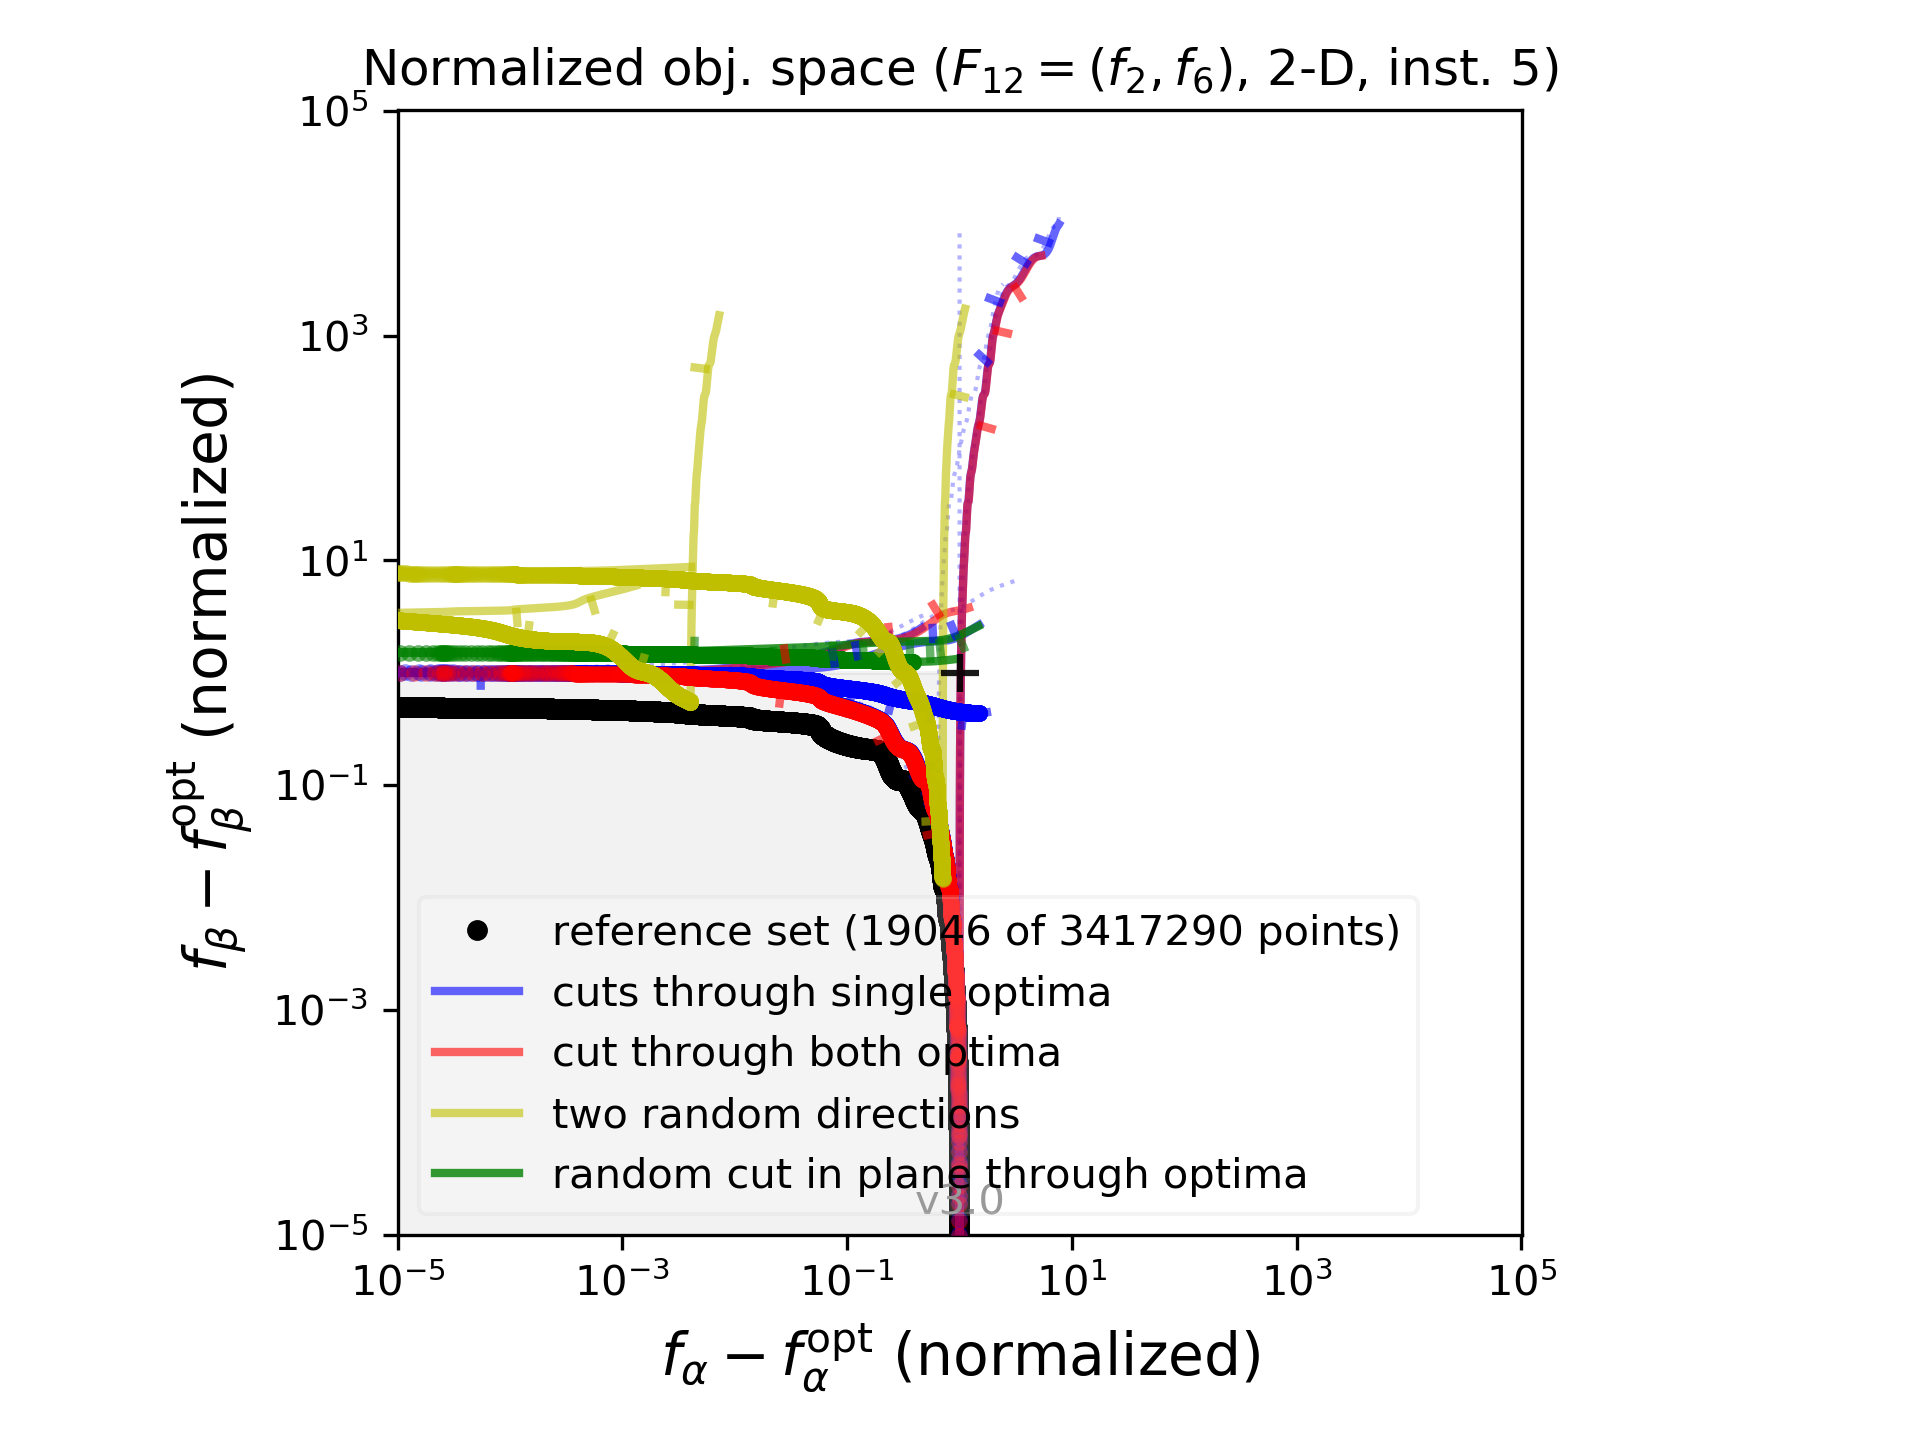 Normalized obj. space (F₁₂ = (f₂, f₆), 2-D, inst. 5)
10⁵
10³
10¹
10⁻¹
10⁻³
10⁻⁵
f_β − f_β^opt (normalized)
reference set (19046 of 3417290 points)
cuts through single optima
cut through both optima
two random directions
random cut in plane through optima
v3.0
10⁻⁵ 10⁻³ 10⁻¹ 10¹ 10³ 10⁵
f_α − f_α^opt (normalized)